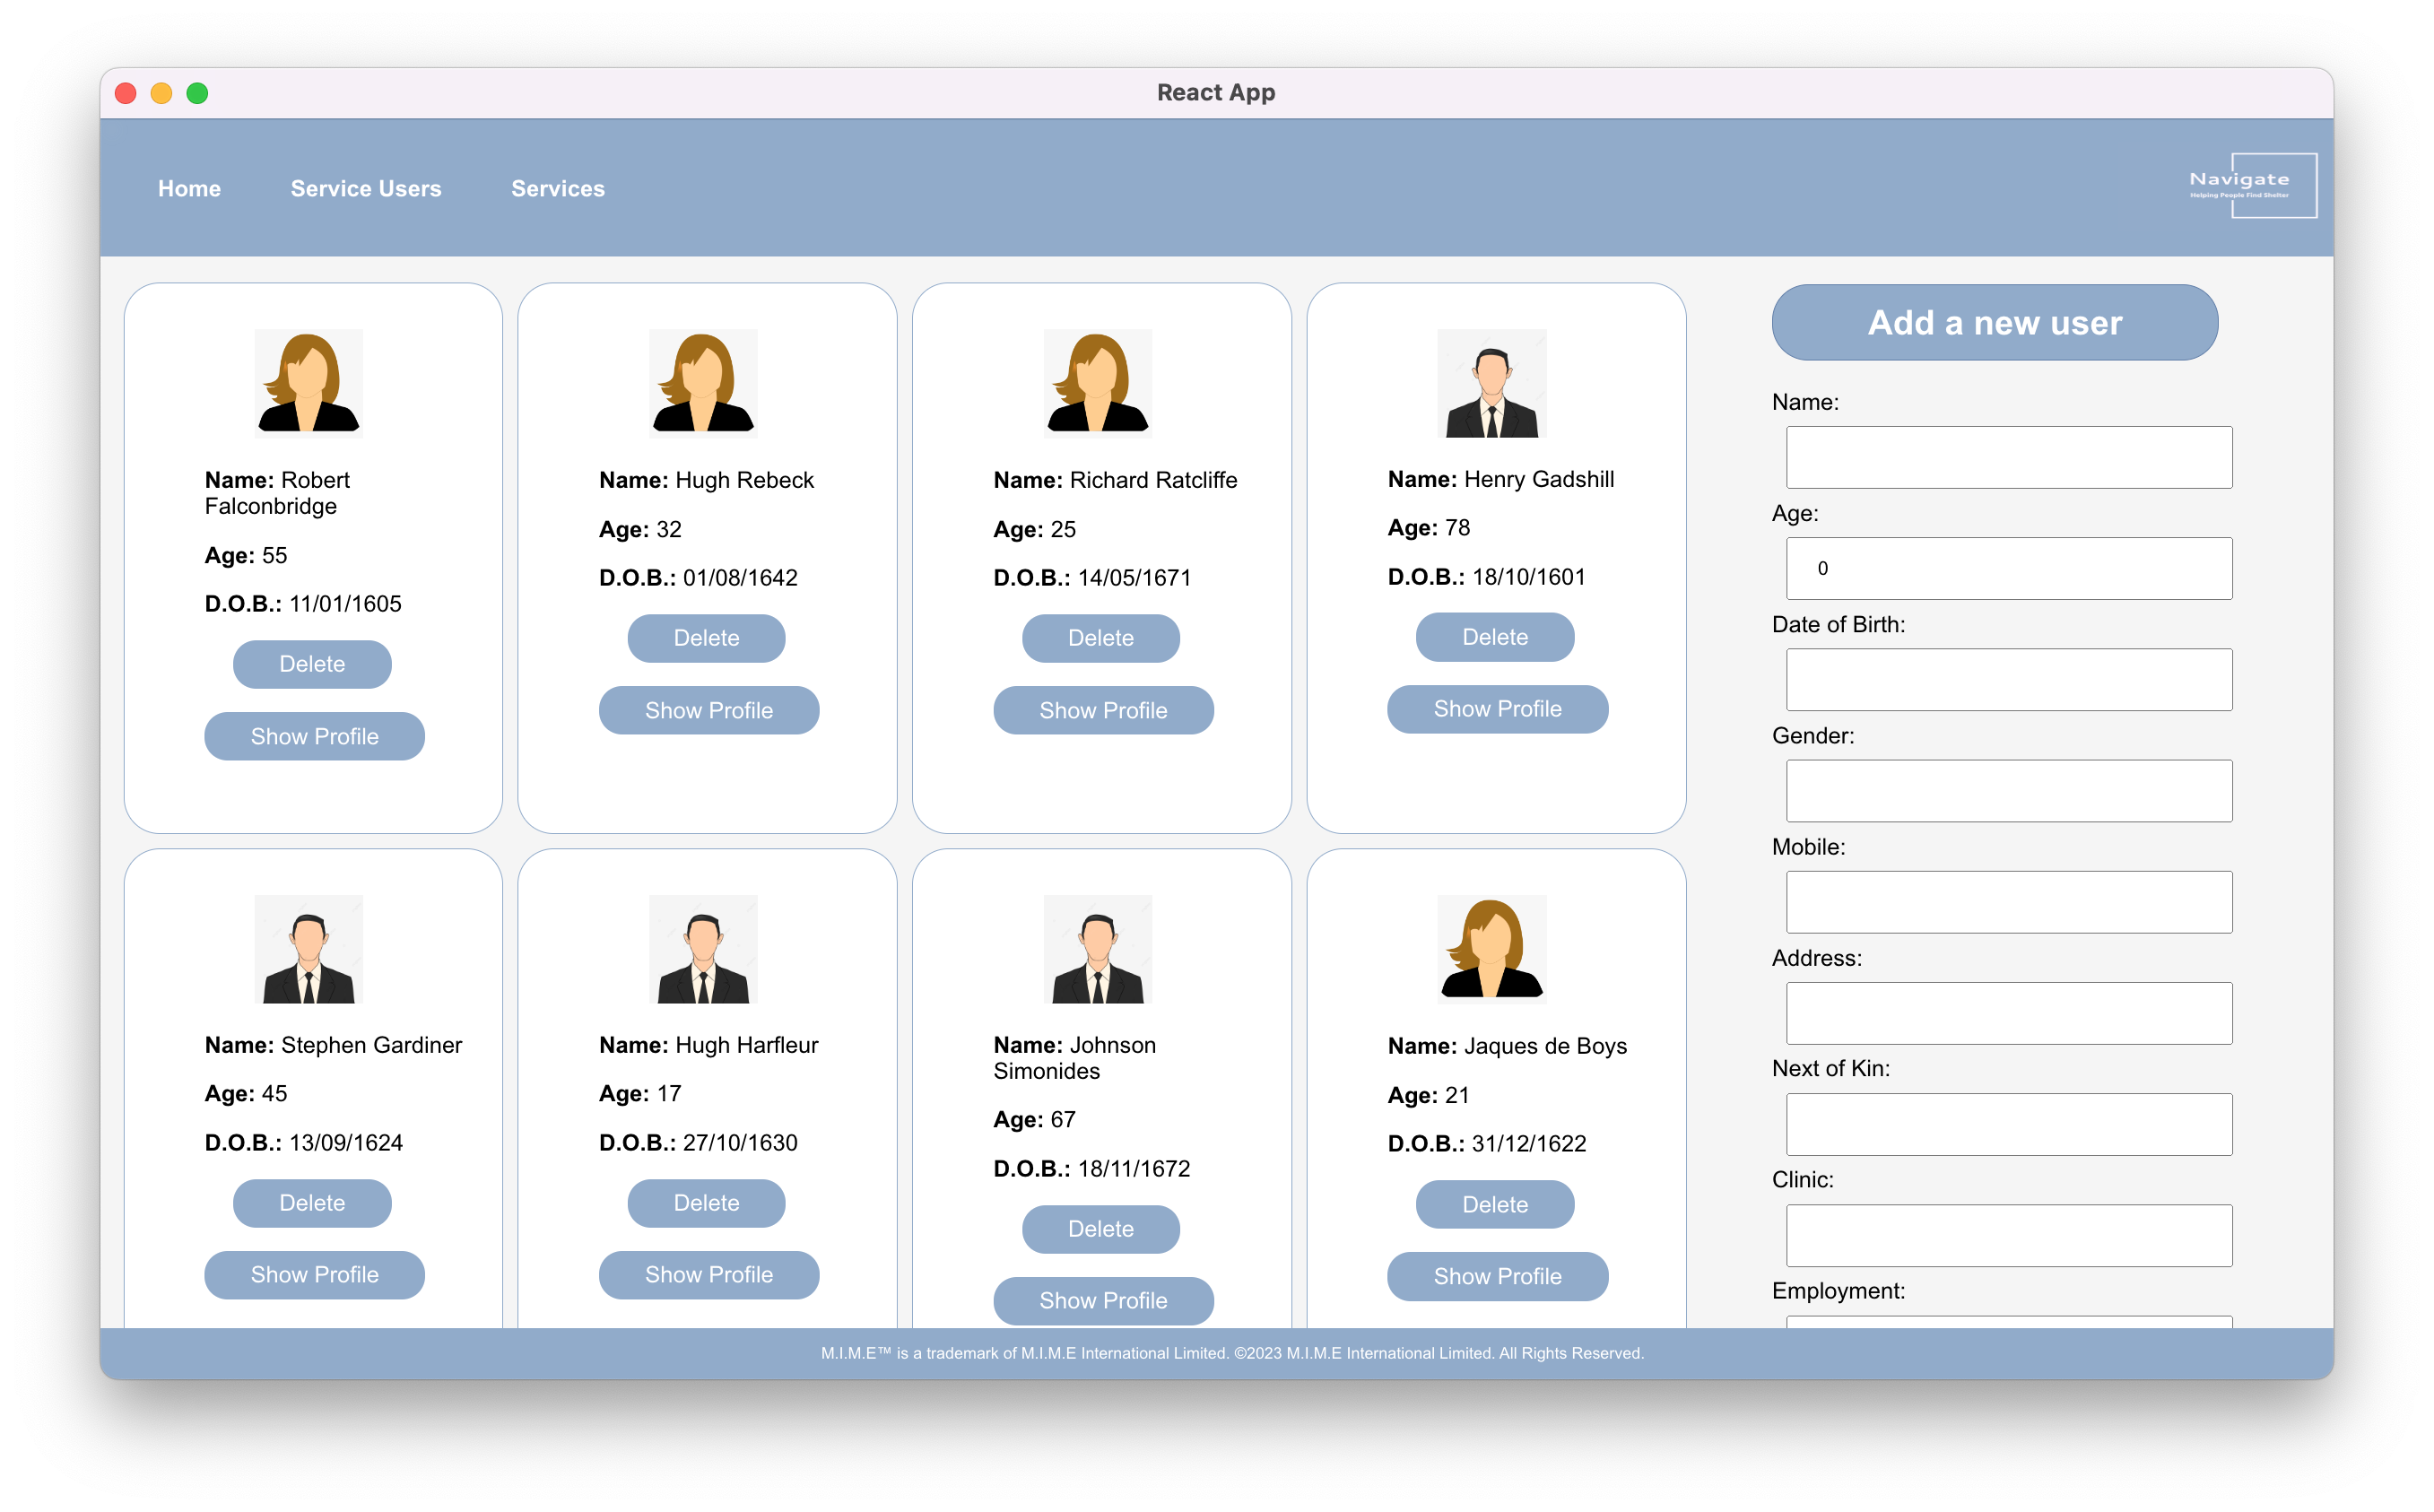 React App
Home
Service Users
Services
Navigate
Helping People Find Shelter
Name: Robert
Falconbridge
Age: 55
D.O.B.: 11/01/1605
Delete
Show Profile
Name: Hugh Rebeck
Age: 32
D.O.B.: 01/08/1642
Delete
Show Profile
Name: Richard Ratcliffe
Age: 25
D.O.B.: 14/05/1671
Delete
Show Profile
Name: Henry Gadshill
Age: 78
D.O.B.: 18/10/1601
Delete
Show Profile
Name: Stephen Gardiner
Age: 45
D.O.B.: 13/09/1624
Delete
Show Profile
Name: Hugh Harfleur
Age: 17
D.O.B.: 27/10/1630
Delete
Show Profile
Name: Johnson
Simonides
Age: 67
D.O.B.: 18/11/1672
Delete
Show Profile
Name: Jaques de Boys
Age: 21
D.O.B.: 31/12/1622
Delete
Show Profile
Add a new user
Name:
Age:
0
Date of Birth:
Gender:
Mobile:
Address:
Next of Kin:
Clinic:
Employment:
M.I.M.E™ is a trademark of M.I.M.E International Limited. ©2023 M.I.M.E International Limited. All Rights Reserved.